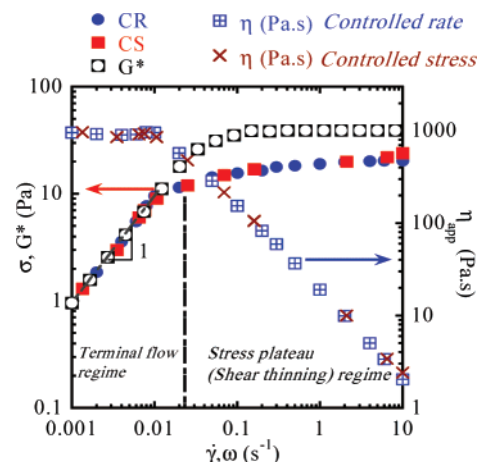 CR
CS
G*
η (Pa.s) Controlled rate
η (Pa.s) Controlled stress
100
10
1
0.1
σ, G* (Pa)
1000
100
10
1
η app (Pa.s)
1
Terminal flow
regime
Stress plateau
(Shear thinning) regime
0.001
0.01
0.1
1
10
γ̇,ω (s⁻¹)